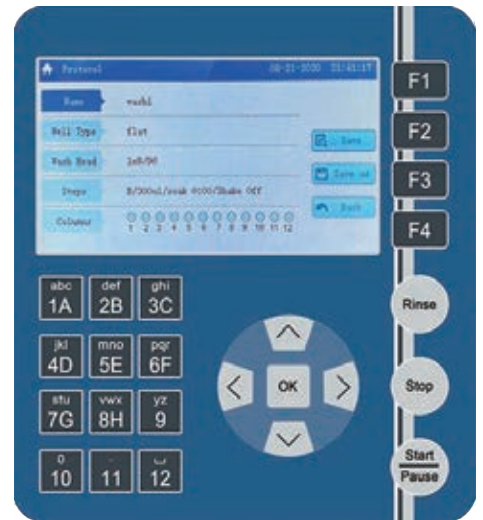 Protocol 08-21-2020 21:41:17
Name wash1
Well Type flat
Wash Head 1x8/96
Steps
Columns
1 2 3 4 5 6 7 8 9 10 11 12
Save
Save as
Back
F1
F2
F3
F4
Rinse
Stop
Start
Pause
abc def ghi
1A 2B 3C
jkl mno pqr
4D 5E 6F
stu vwx yz
7G 8H 9
0 . ␣
10 11 12
OK